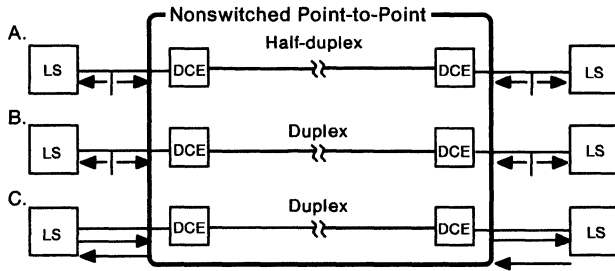 Nonswitched Point-to-Point
A.
Half-duplex
LS DCE DCE LS
B.
Duplex
LS DCE DCE LS
C.
Duplex
LS DCE DCE LS